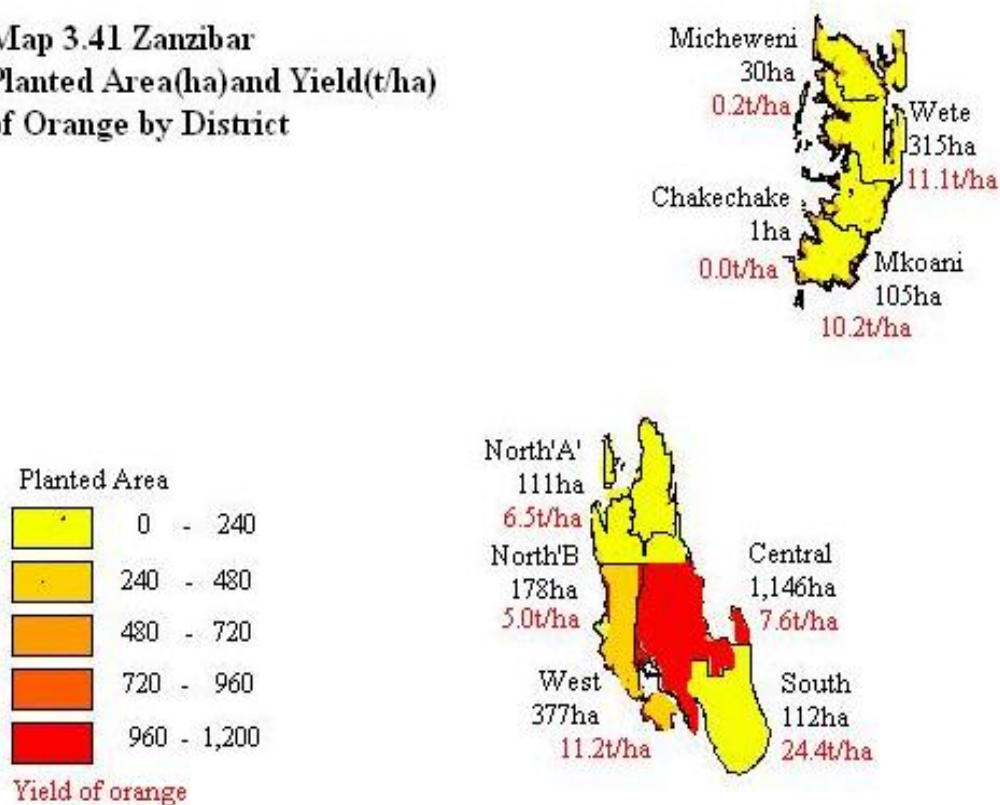 Map 3.41 Zanzibar
Planted Area(ha)and Yield(t/ha)
of Orange by District
Micheweni
30ha
0.2t/ha
Wete
315ha
11.1t/ha
Chakechake
1ha
0.0t/ha
Mkoani
105ha
10.2t/ha
North'A'
111ha
6.5t/ha
North'B
178ha
5.0t/ha
Central
1,146ha
7.6t/ha
West
377ha
11.2t/ha
South
112ha
24.4t/ha
Planted Area
0 - 240
240 - 480
480 - 720
720 - 960
960 - 1,200
Yield of orange